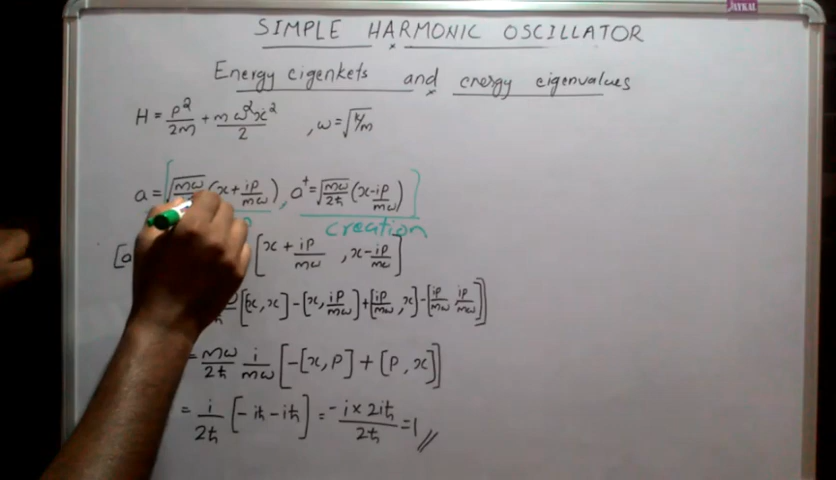 JAYKAL
SIMPLE HARMONIC OSCILLATOR
Energy eigenkets and energy eigenvalues
H = p²/2m + mω²x²/2 , ω = √k/m
a = [√mω (x + ip/mω) , a† = √mω/2ħ (x - ip/mω)]
creation
[a [x + ip/mω , x - ip/mω]
ħ [[x, x] - [x, ip/mω] + [ip/mω , x] - [ip/mω ip/mω]]
= mω/2ħ i/mω [-[x, p] + [p, x]]
= i/2ħ [-iħ - iħ] = -i × 2iħ/2ħ = 1 //